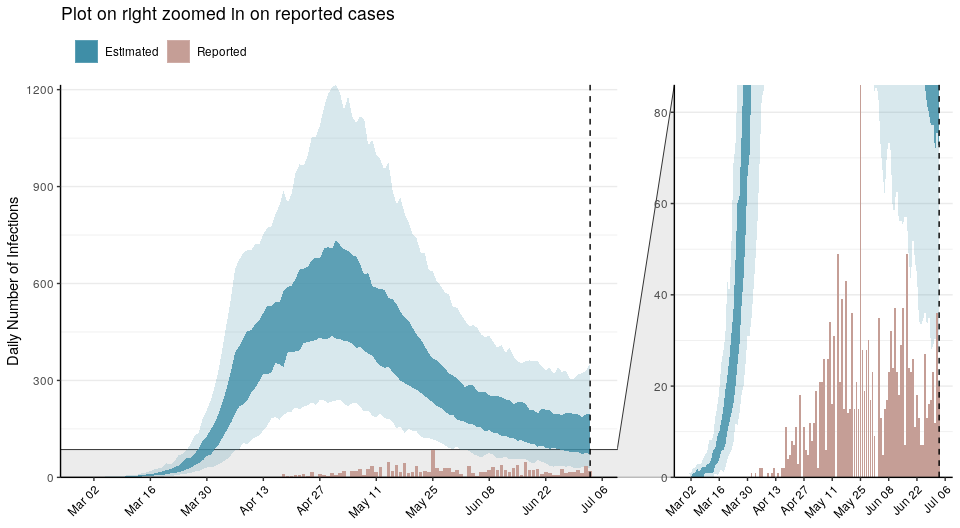 Plot on right zoomed in on reported cases
Estimated Reported
Daily Number of Infections
1200
900
600
300
0
Mar 02 Mar 16 Mar 30 Apr 13 Apr 27 May 11 May 25 Jun 08 Jun 22 Jul 06
80
60
40
20
0
Mar 02 Mar 16 Mar 30 Apr 13 Apr 27 May 11 May 25 Jun 08 Jun 22 Jul 06